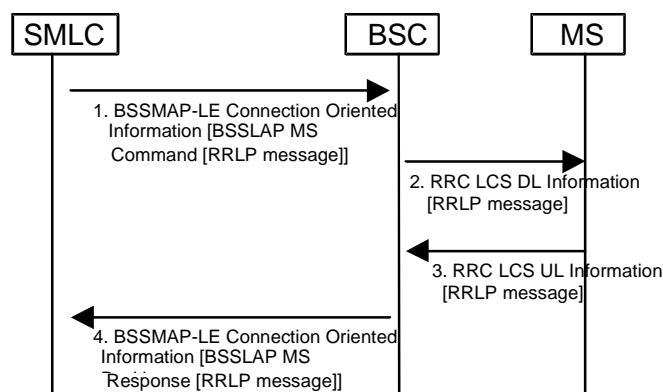 SMLC
BSC
MS
1. BSSMAP-LE Connection Oriented
Information [BSSLAP MS
Command [RRLP message]]
2. RRC LCS DL Information
[RRLP message]
3. RRC LCS UL Information
[RRLP message]
4. BSSMAP-LE Connection Oriented
Information [BSSLAP MS
Response [RRLP message]]